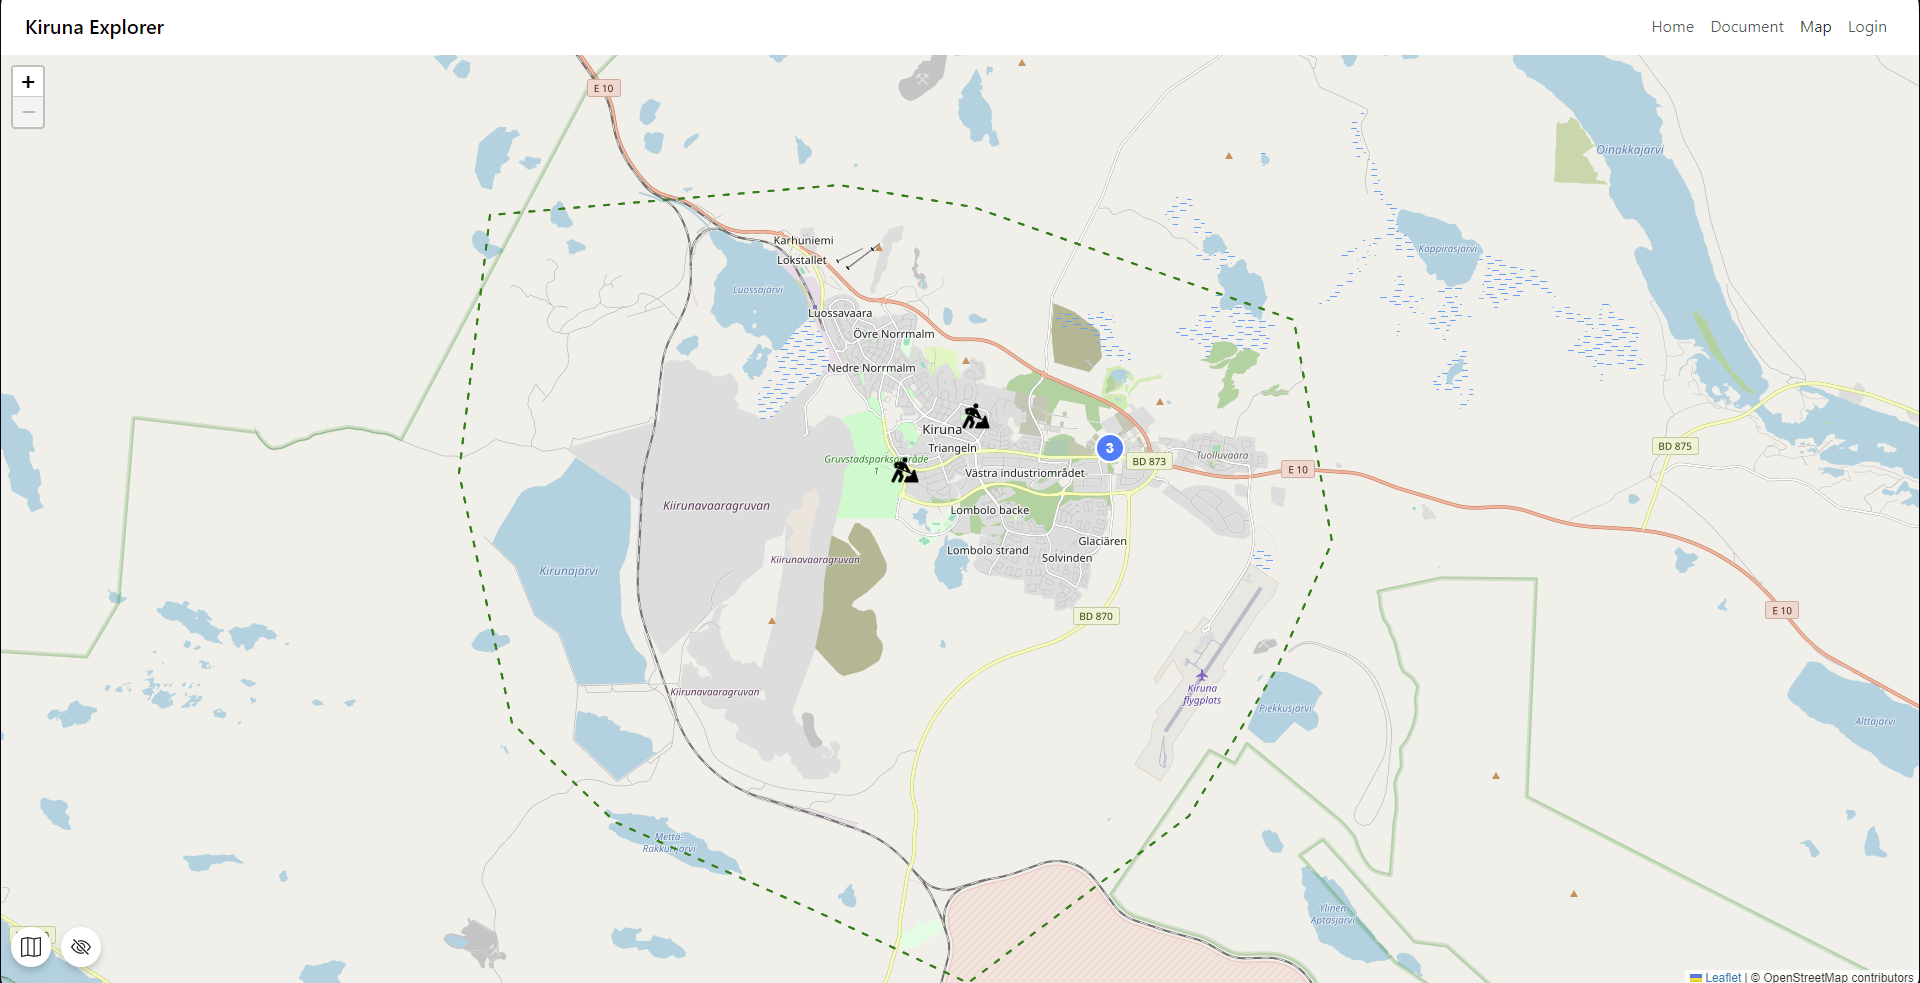 Kiruna Explorer
Home
Document
Map
Login
+
−
E 10
Oinakkajärvi
Karhuniemi
Kappirasjärvi
Lokstallet
Luossajärvi
Luossavaara
Övre Norrmalm
Nedre Norrmalm
Kiruna
Triangeln
3
BD 873
Tuolluvaara
BD 875
E 10
Gruvstadsparksområde
1
Västra industriområdet
Kiirunavaaragruvan
Lombolo backe
Glaciären
Lombolo strand
Solvinden
Kiirunavaaragruvan
Kirunajärvi
BD 870
E 10
Kiirunavaaragruvan
Kiruna
flygplats
Piekkusjärvi
Alttajärvi
Mettä-
Rakkurijärvi
Ylinen
Aptasjärvi
Leaflet | © OpenStreetMap contributors